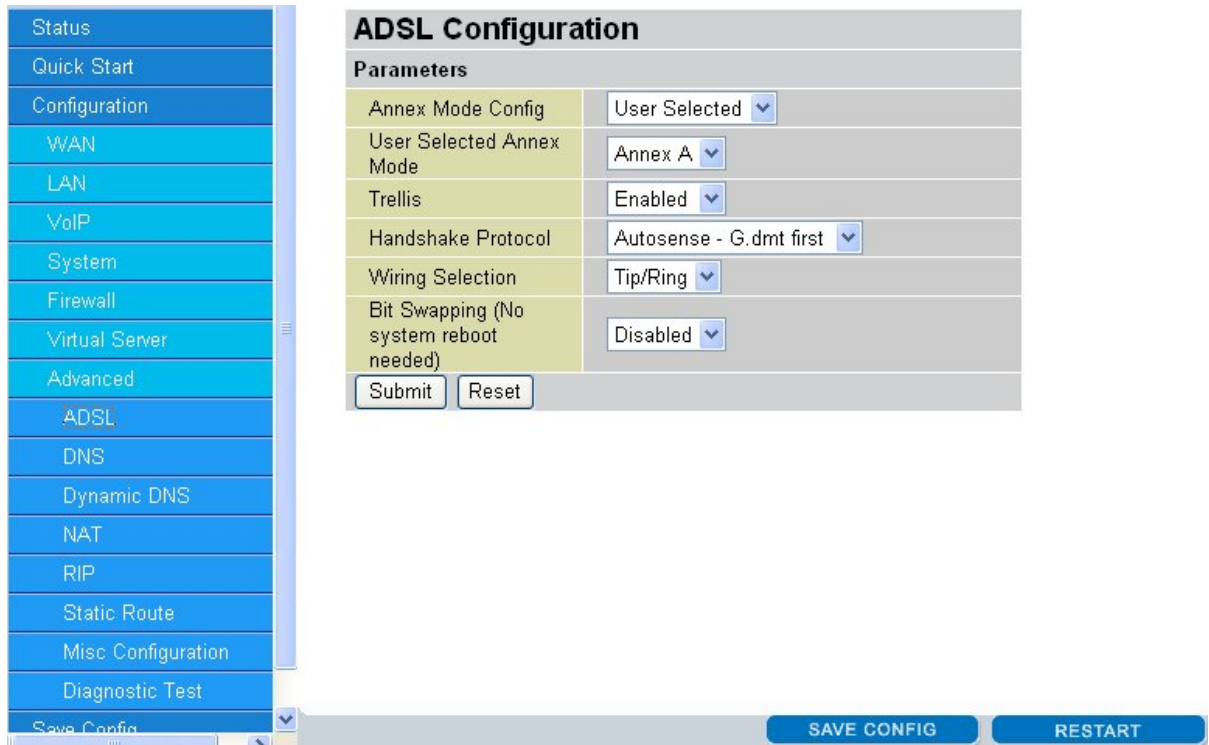 Status
Quick Start
Configuration
WAN
LAN
VoIP
System
Firewall
Virtual Server
Advanced
ADSL
DNS
Dynamic DNS
NAT
RIP
Static Route
Misc Configuration
Diagnostic Test
Save Config
ADSL Configuration
Parameters
Annex Mode Config User Selected
User Selected Annex
Mode
Annex A
Trellis Enabled
Handshake Protocol Autosense - G.dmt first
Wiring Selection Tip/Ring
Bit Swapping (No
system reboot
needed)
Disabled
Submit Reset
SAVE CONFIG RESTART